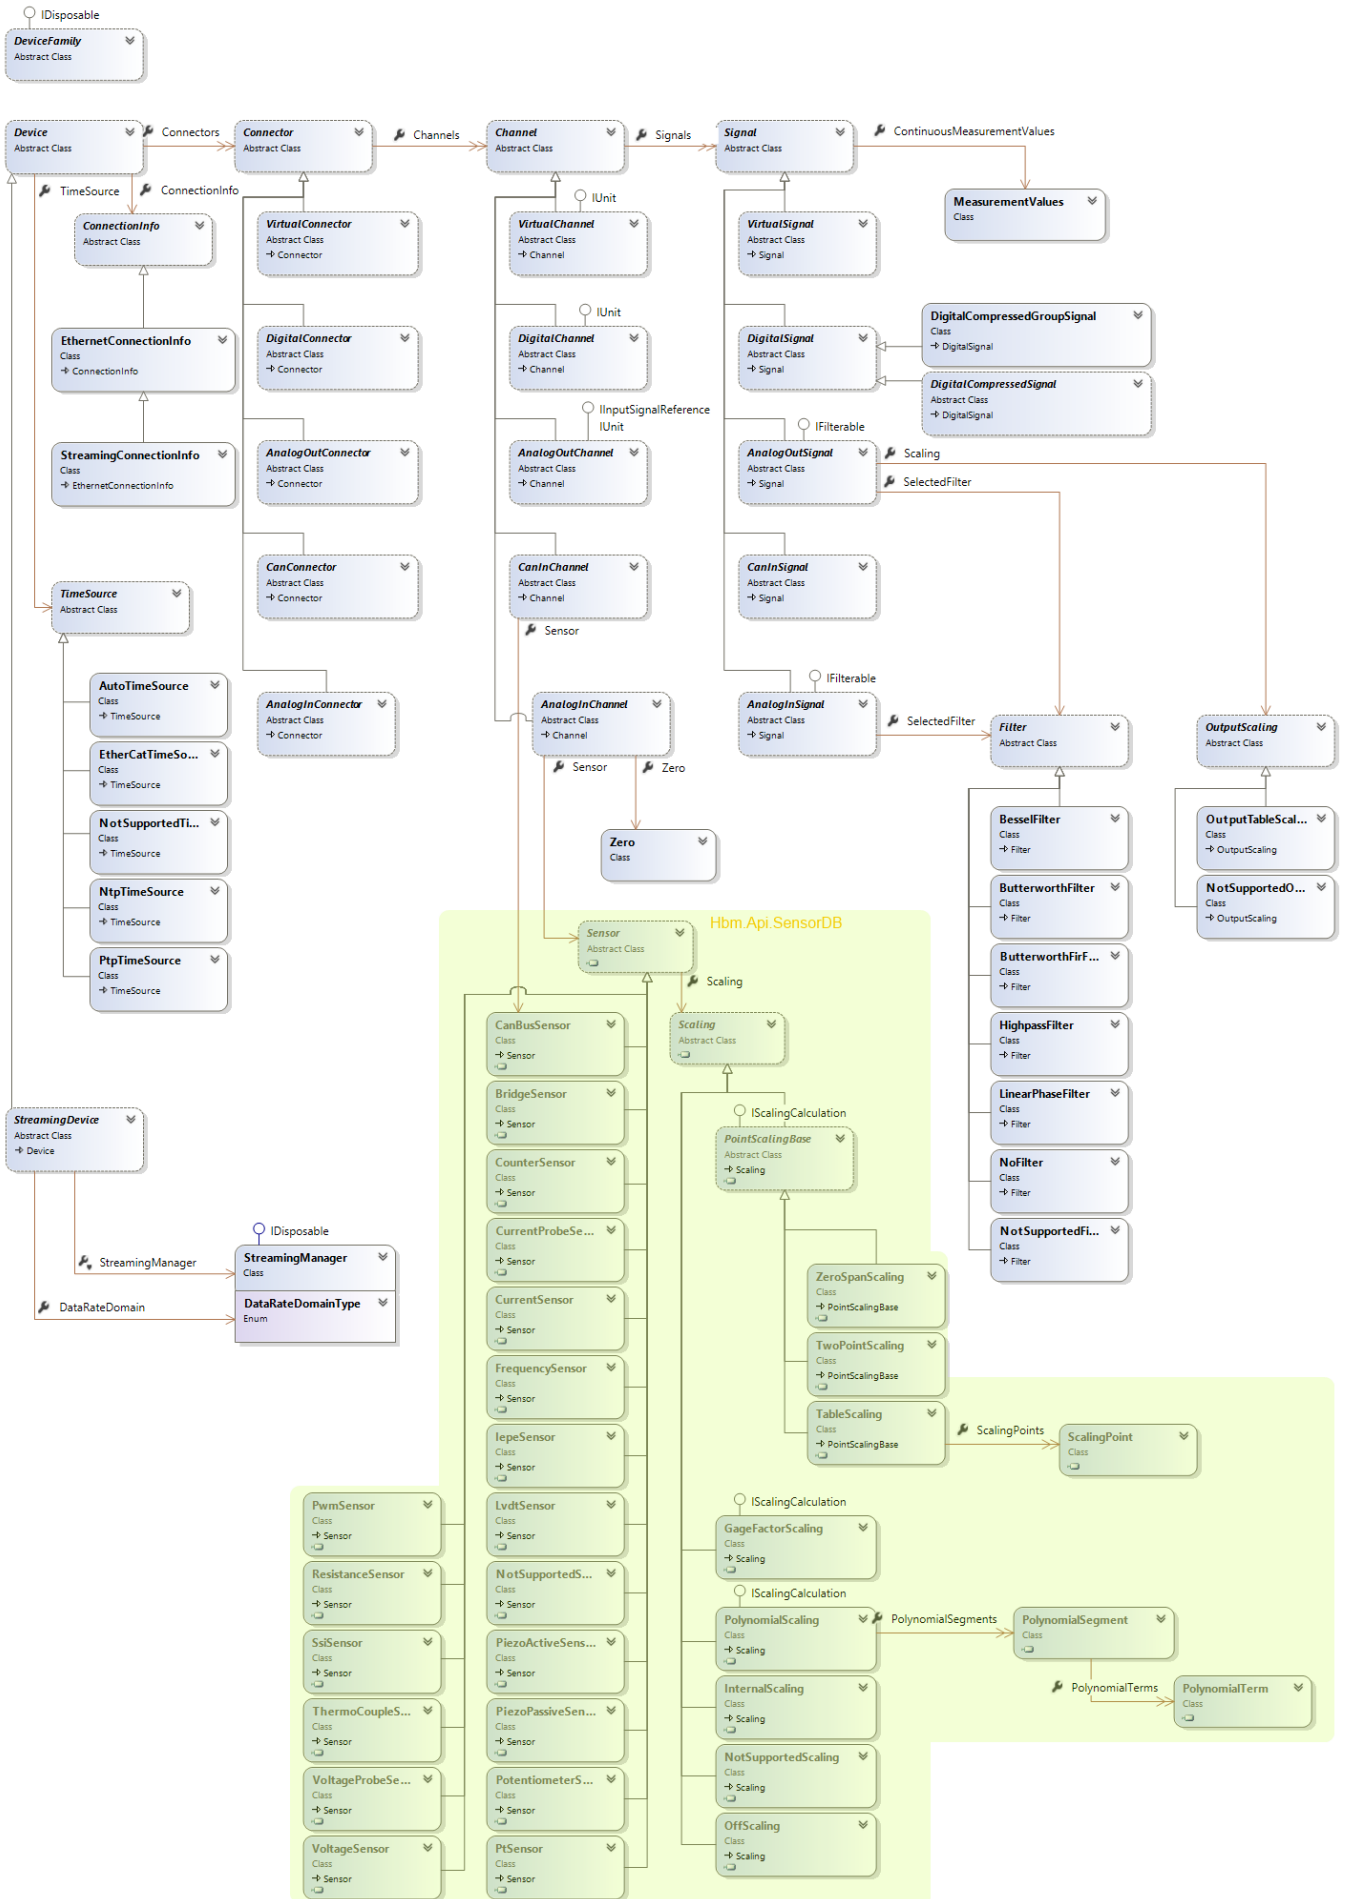 IDisposable
DeviceFamily
Abstract Class
Device
Abstract Class
Connectors
Connector
Abstract Class
Channels
Channel
Abstract Class
Signals
Signal
Abstract Class
ContinuousMeasurementValues
MeasurementValues
Class
TimeSource
ConnectionInfo
ConnectionInfo
Abstract Class
EthernetConnectionInfo
Class
ConnectionInfo
StreamingConnectionInfo
Class
EthernetConnectionInfo
TimeSource
Abstract Class
AutoTimeSource
Class
TimeSource
EtherCatTimeSo...
Class
TimeSource
NotSupportedTi...
Class
TimeSource
NtpTimeSource
Class
TimeSource
PtpTimeSource
Class
TimeSource
StreamingDevice
Abstract Class
Device
StreamingManager
DataRateDomain
IDisposable
StreamingManager
Class
DataRateDomainType
Enum
VirtualConnector
Abstract Class
Connector
DigitalConnector
Abstract Class
Connector
AnalogOutConnector
Abstract Class
Connector
CanConnector
Abstract Class
Connector
AnalogInConnector
Abstract Class
Connector
IUnit
VirtualChannel
Abstract Class
Channel
IUnit
DigitalChannel
Abstract Class
Channel
IInputSignalReference
IUnit
AnalogOutChannel
Abstract Class
Channel
CanInChannel
Abstract Class
Channel
Sensor
AnalogInChannel
Abstract Class
Channel
Sensor
Zero
Zero
Class
VirtualSignal
Abstract Class
Signal
DigitalSignal
Abstract Class
Signal
DigitalCompressedGroupSignal
Class
DigitalSignal
DigitalCompressedSignal
Abstract Class
DigitalSignal
IFilterable
AnalogOutSignal
Abstract Class
Signal
Scaling
SelectedFilter
CanInSignal
Abstract Class
Signal
IFilterable
AnalogInSignal
Abstract Class
Signal
SelectedFilter
Filter
Abstract Class
BesselFilter
Class
Filter
ButterworthFilter
Class
Filter
ButterworthFirF...
Class
Filter
HighpassFilter
Class
Filter
LinearPhaseFilter
Class
Filter
NoFilter
Class
Filter
NotSupportedFi...
Class
Filter
OutputScaling
Abstract Class
OutputTableScal...
Class
OutputScaling
NotSupportedO...
Class
OutputScaling
Hbm.Api.SensorDB
Sensor
Abstract Class
Scaling
Scaling
Abstract Class
CanBusSensor
Class
Sensor
BridgeSensor
Class
Sensor
CounterSensor
Class
Sensor
CurrentProbeSe...
Class
Sensor
CurrentSensor
Class
Sensor
FrequencySensor
Class
Sensor
IepeSensor
Class
Sensor
LvdtSensor
Class
Sensor
NotSupportedS...
Class
Sensor
PiezoActiveSens...
Class
Sensor
PiezoPassiveSen...
Class
Sensor
PotentiometerS...
Class
Sensor
PtSensor
Class
Sensor
PwmSensor
Class
Sensor
ResistanceSensor
Class
Sensor
SsiSensor
Class
Sensor
ThermoCoupleS...
Class
Sensor
VoltageProbeSe...
Class
Sensor
VoltageSensor
Class
Sensor
IScalingCalculation
PointScalingBase
Abstract Class
Scaling
ZeroSpanScaling
Class
PointScalingBase
TwoPointScaling
Class
PointScalingBase
TableScaling
Class
PointScalingBase
ScalingPoints
ScalingPoint
Class
IScalingCalculation
GageFactorScaling
Class
Scaling
IScalingCalculation
PolynomialScaling
Class
Scaling
PolynomialSegments
PolynomialSegment
Class
PolynomialTerms
PolynomialTerm
Class
InternalScaling
Class
Scaling
NotSupportedScaling
Class
Scaling
OffScaling
Class
Scaling